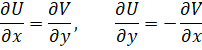 ∂U/∂x = ∂V/∂y, ∂U/∂y = −∂V/∂x